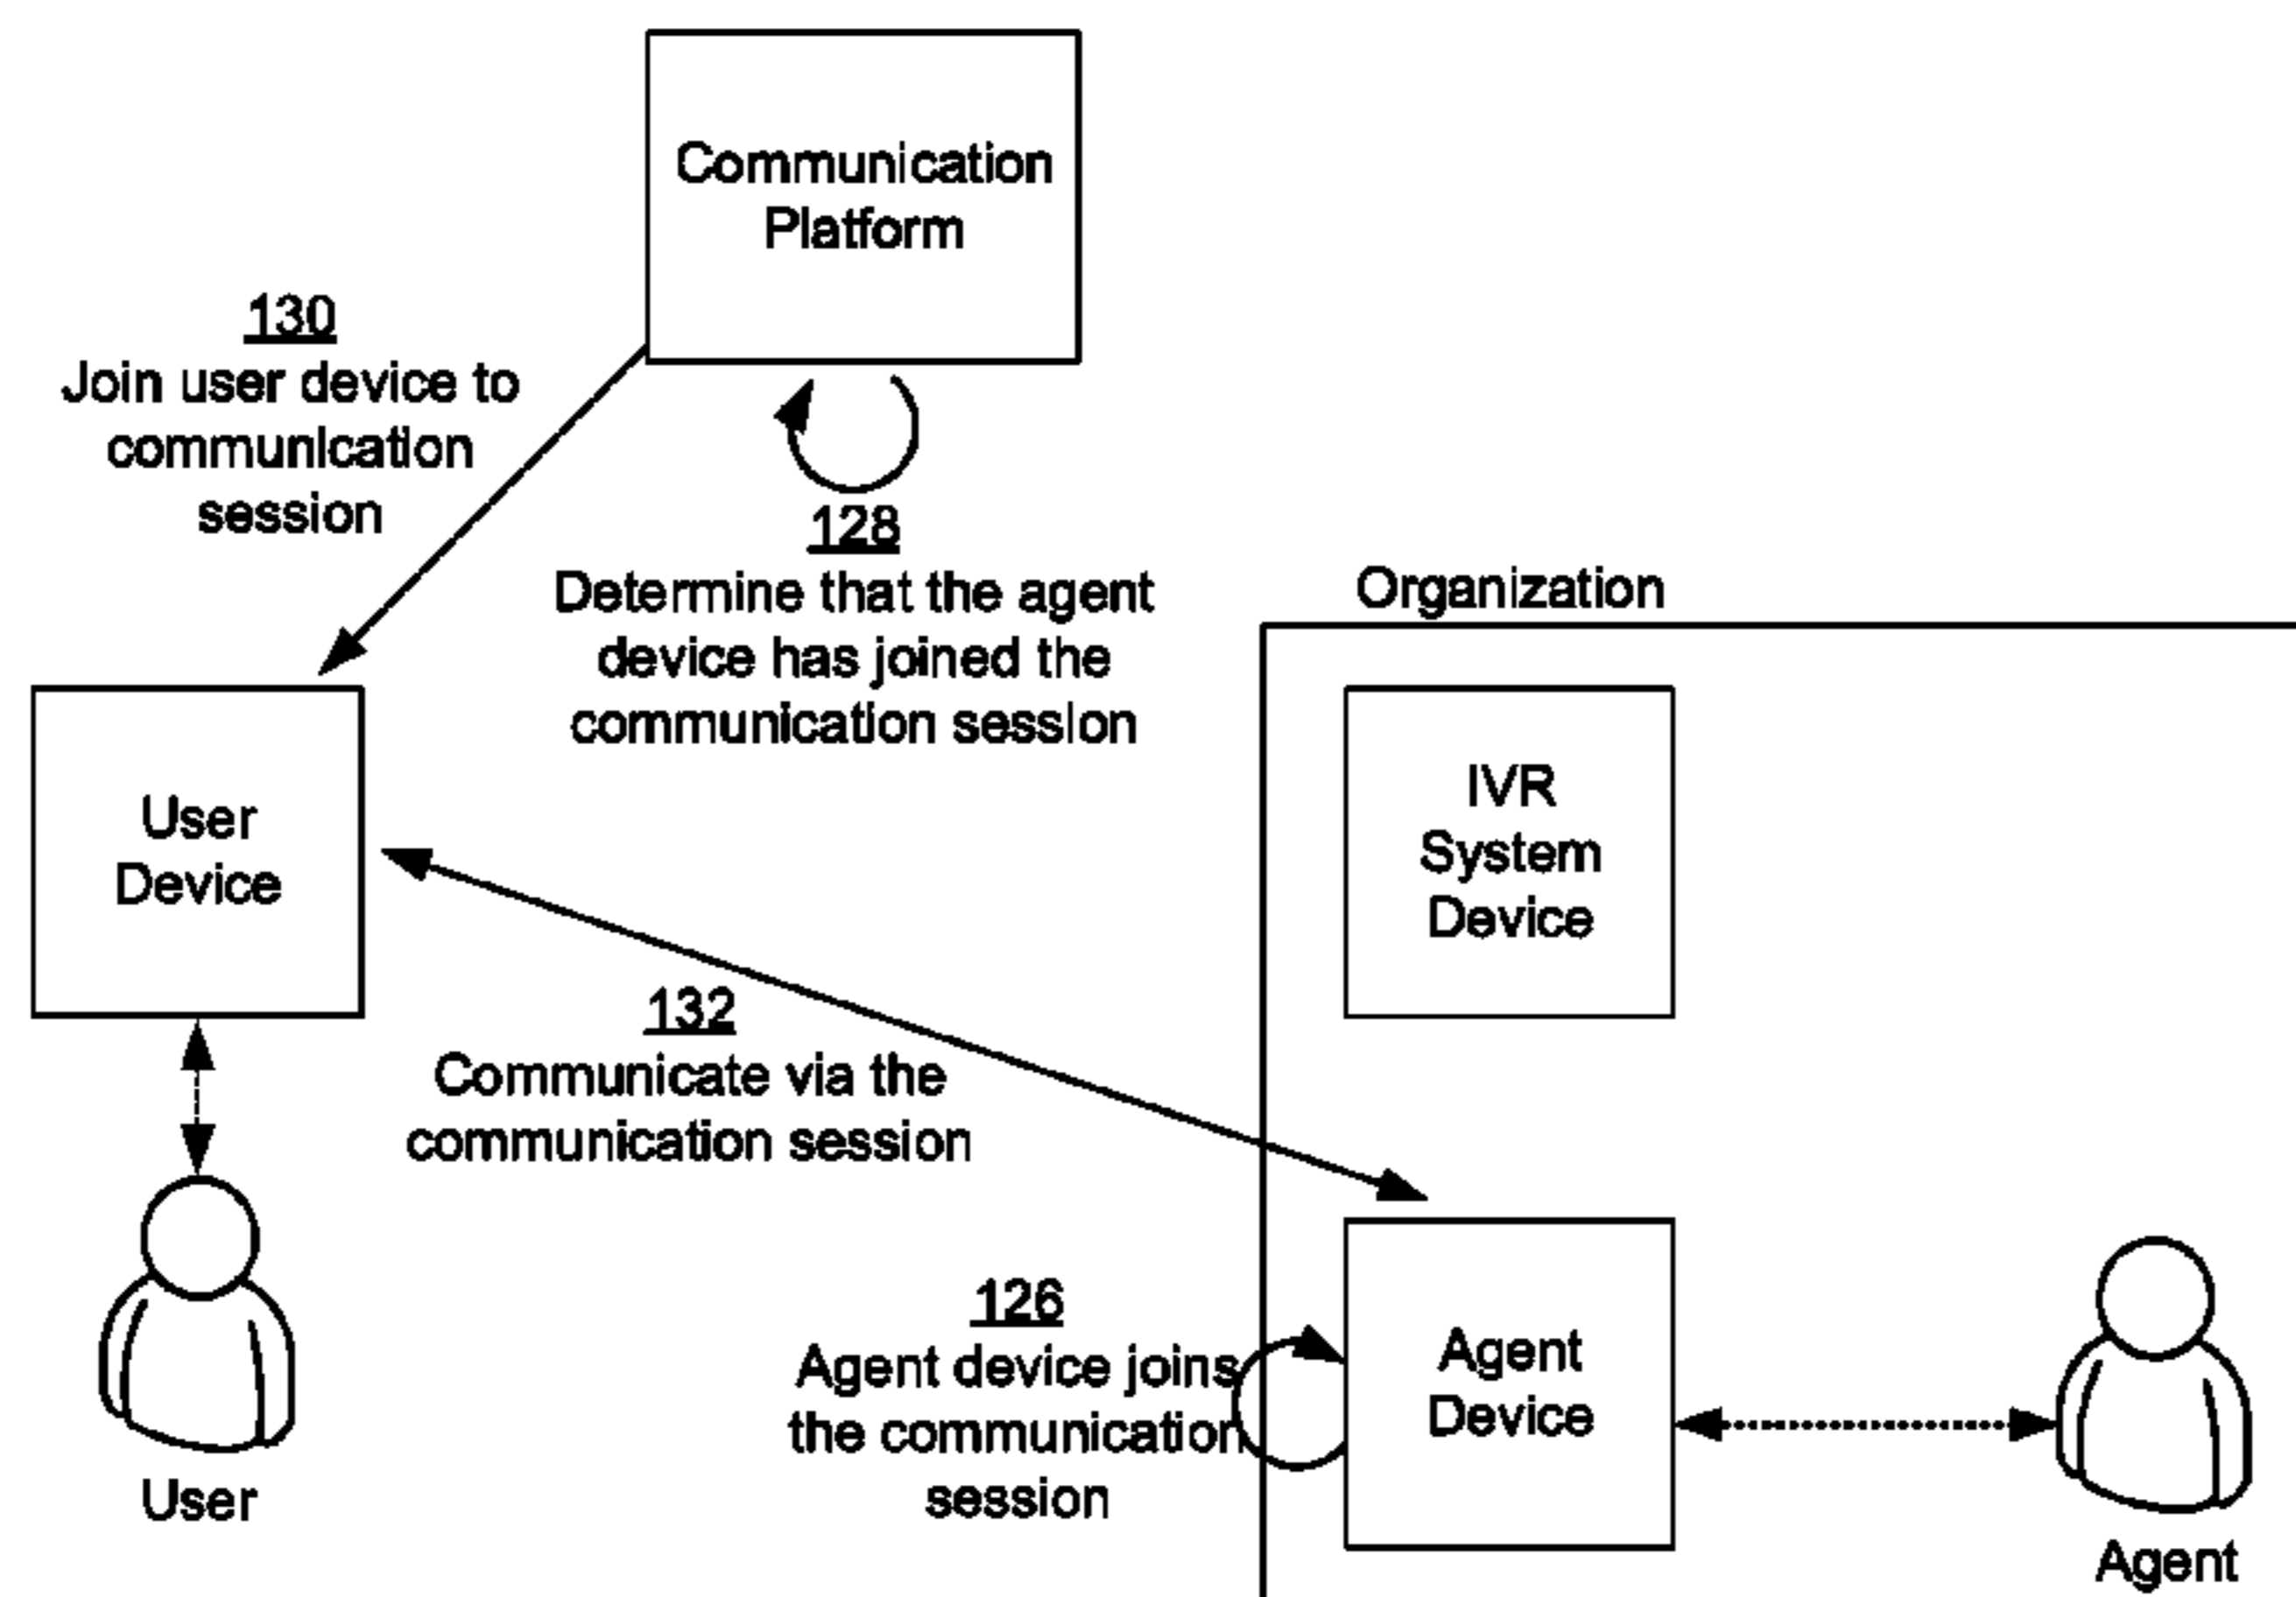 Communication
Platform
130
Join user device to
communication
session
128
Determine that the agent
device has joined the
communication session
Organization
User
Device
IVR
System
Device
132
Communicate via the
communication session
126
Agent device joins
the communication
session
Agent
Device
User
Agent